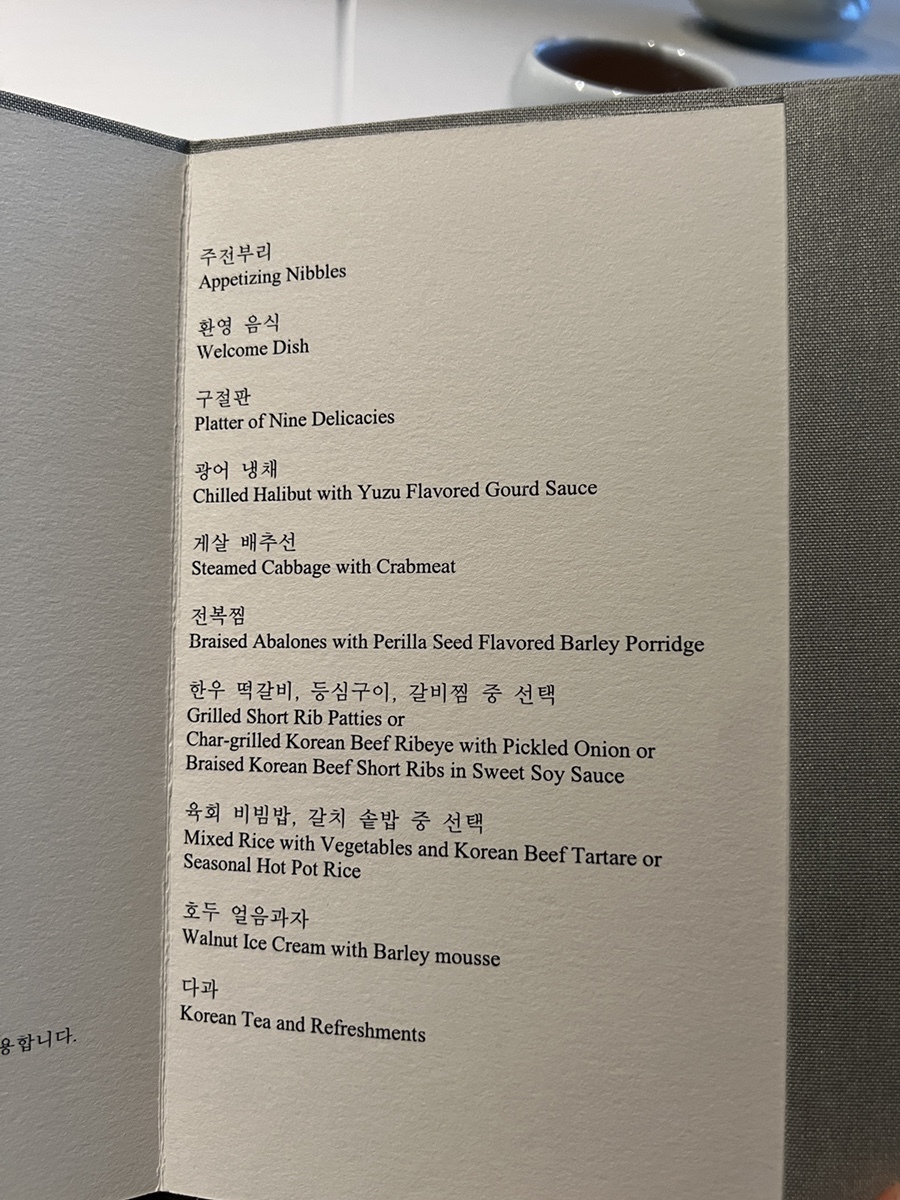 주전부리
Appetizing Nibbles
환영 음식
Welcome Dish
구절판
Platter of Nine Delicacies
광어 냉채
Chilled Halibut with Yuzu Flavored Gourd Sauce
게살 배추선
Steamed Cabbage with Crabmeat
전복찜
Braised Abalones with Perilla Seed Flavored Barley Porridge
한우 떡갈비, 등심구이, 갈비찜 중 선택
Grilled Short Rib Patties or
Char-grilled Korean Beef Ribeye with Pickled Onion or
Braised Korean Beef Short Ribs in Sweet Soy Sauce
육회 비빔밥, 갈치 솥밥 중 선택
Mixed Rice with Vegetables and Korean Beef Tartare or
Seasonal Hot Pot Rice
호두 얼음과자
Walnut Ice Cream with Barley mousse
다과
Korean Tea and Refreshments
용합니다.